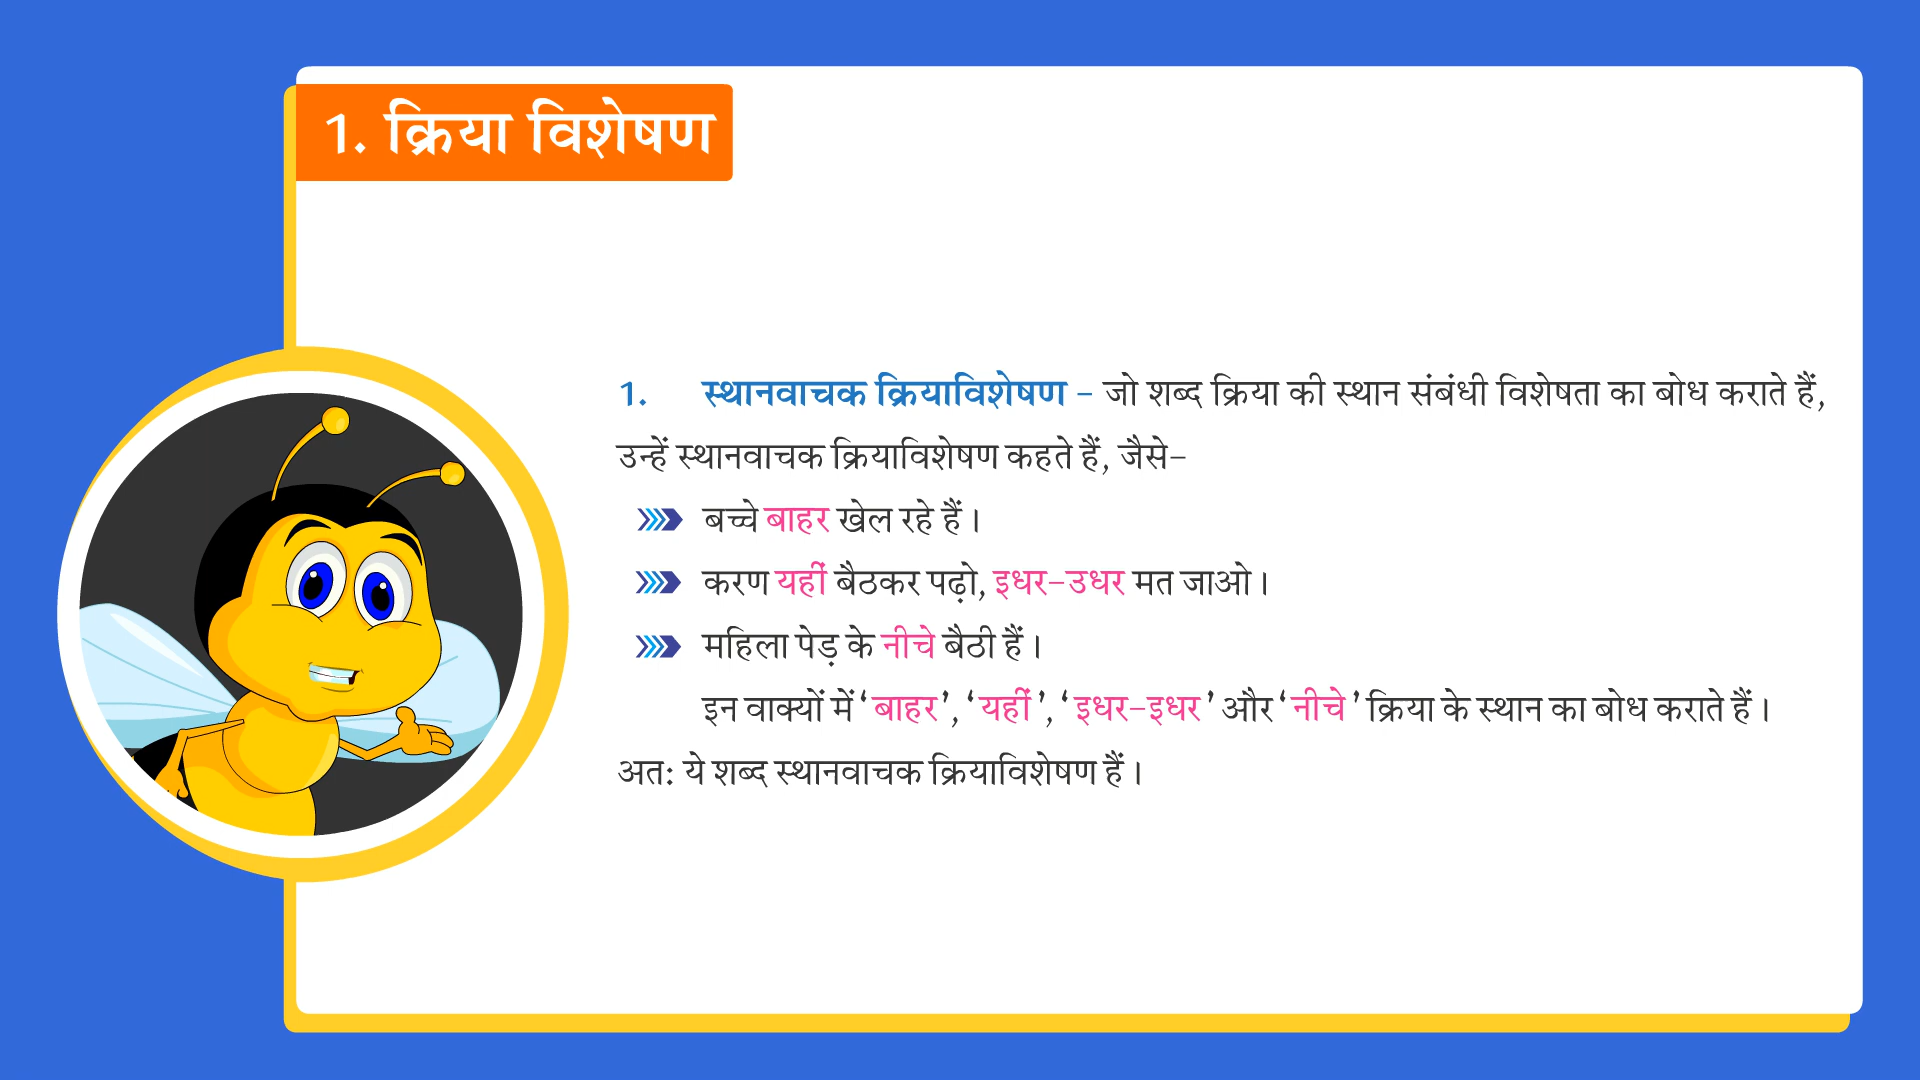 1. क्रिया विशेषण
1. स्थानवाचक क्रियाविशेषण – जो शब्द क्रिया की स्थान संबंधी विशेषता का बोध कराते हैं,
उन्हें स्थानवाचक क्रियाविशेषण कहते हैं, जैसे–
बच्चे बाहर खेल रहे हैं।
करण यहीं बैठकर पढ़ो, इधर–उधर मत जाओ।
महिला पेड़ के नीचे बैठी हैं।
इन वाक्यों में ‘बाहर’, ‘यहीं’, ‘इधर–इधर’ और ‘नीचे’ क्रिया के स्थान का बोध कराते हैं।
अत: ये शब्द स्थानवाचक क्रियाविशेषण हैं।